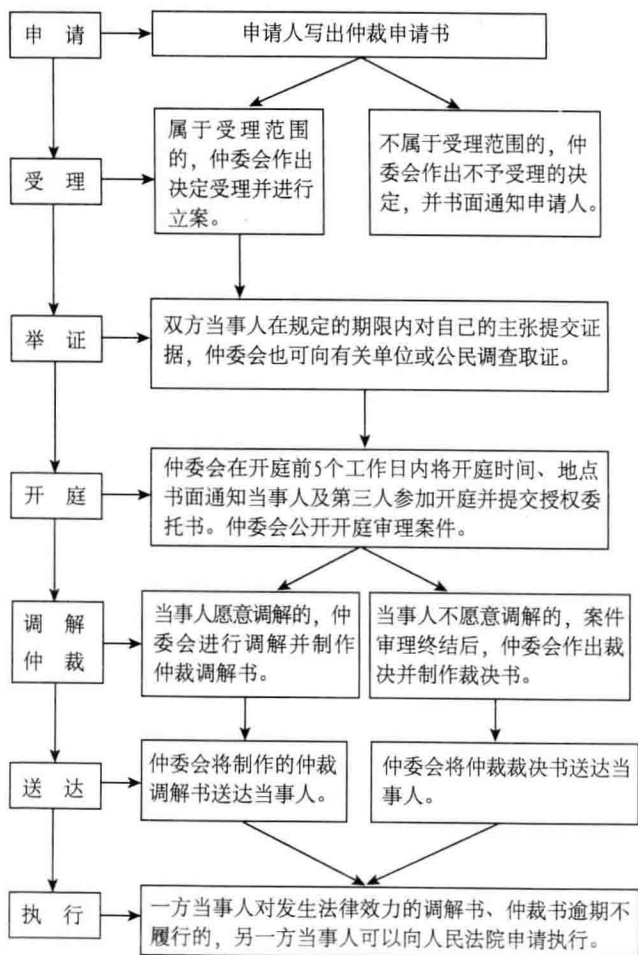 申 请
申请人写出仲裁申请书
受 理
属于受理范围
的，仲委会作出
决定受理并进行
立案。
不属于受理范围的，仲
委会作出不予受理的决
定，并书面通知申请人。
举 证
双方当事人在规定的期限内对自己的主张提交证
据，仲委会也可向有关单位或公民调查取证。
开 庭
仲委会在开庭前5个工作日内将开庭时间、地点
书面通知当事人及第三人参加开庭并提交授权委
托书。仲委会公开开庭审理案件。
调 解
仲 裁
当事人愿意调解的，仲
委会进行调解并制作
仲裁调解书。
当事人不愿意调解的，案件
审理终结后，仲委会作出裁
决并制作裁决书。
送 达
仲委会将制作的仲裁
调解书送达当事人。
仲委会将仲裁裁决书送达当
事人。
执 行
一方当事人对发生法律效力的调解书、仲裁书逾期不
履行的，另一方当事人可以向人民法院申请执行。